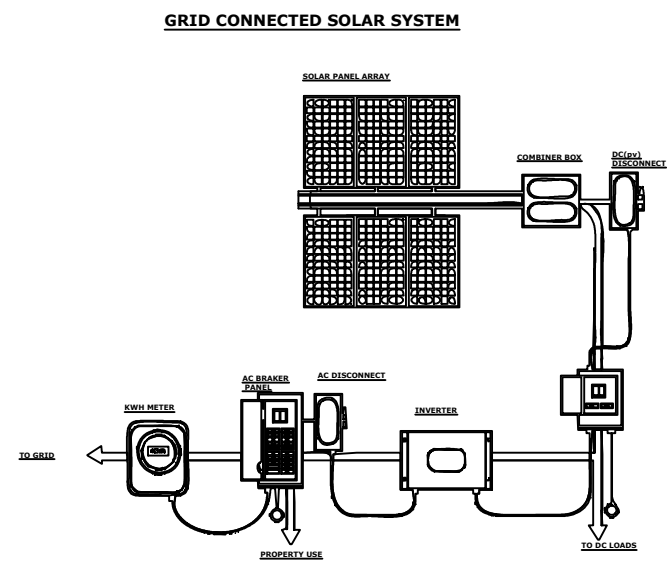 GRID CONNECTED SOLAR SYSTEM
SOLAR PANEL ARRAY
COMBINER BOX
DC(pv)
DISCONNECT
AC BRAKER
PANEL
AC DISCONNECT
KWH METER
INVERTER
TO GRID
PROPERTY USE
TO DC LOADS